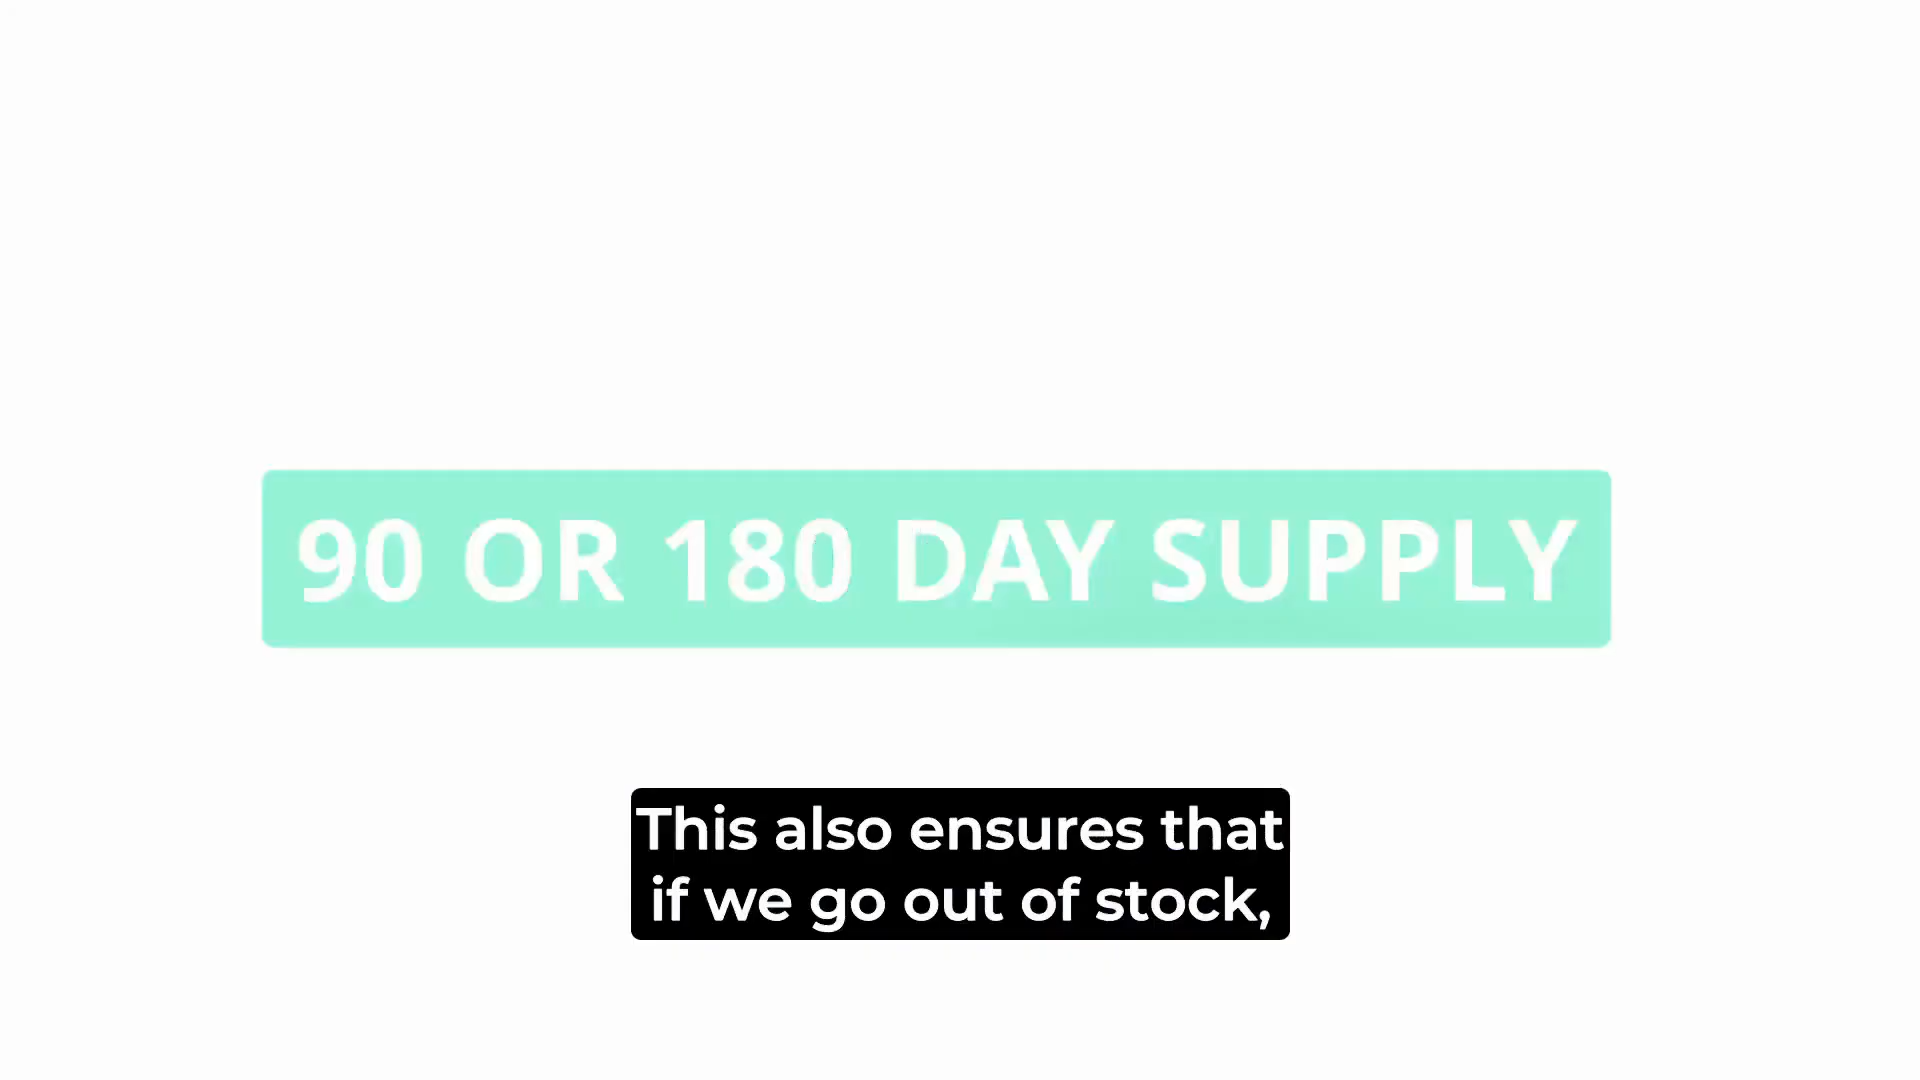 90 OR 180 DAY SUPPLY
This also ensures that
if we go out of stock,